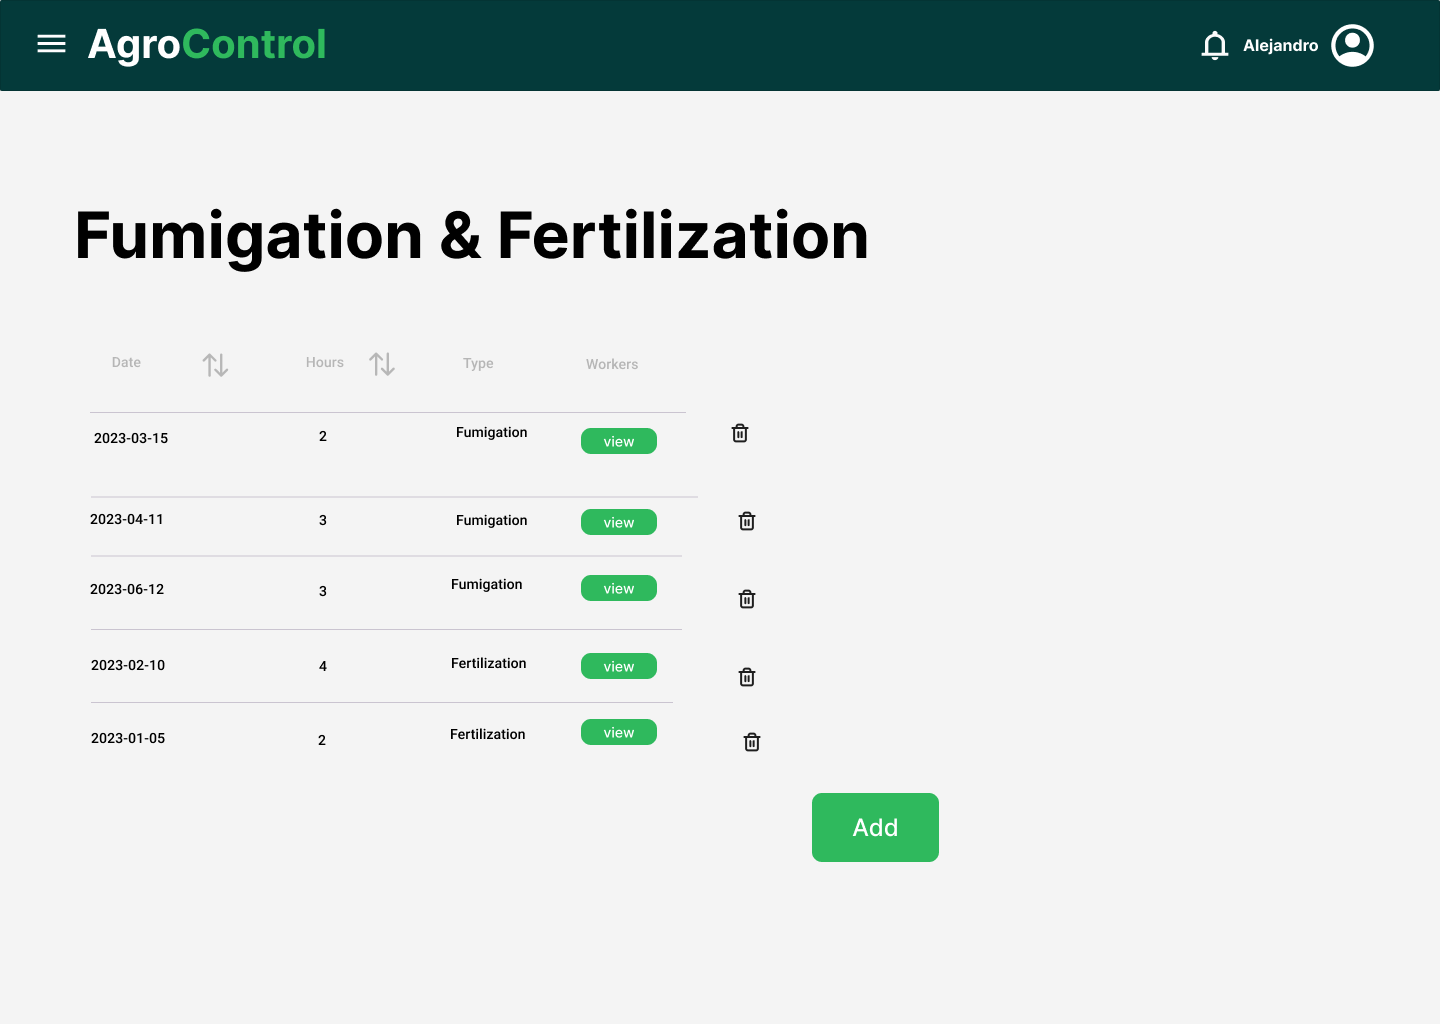 AgroControl
Alejandro
Fumigation & Fertilization
Date Hours Type Workers
2023-03-15 2 Fumigation view
2023-04-11 3 Fumigation view
2023-06-12 3 Fumigation view
2023-02-10 4 Fertilization view
2023-01-05 2 Fertilization view
Add